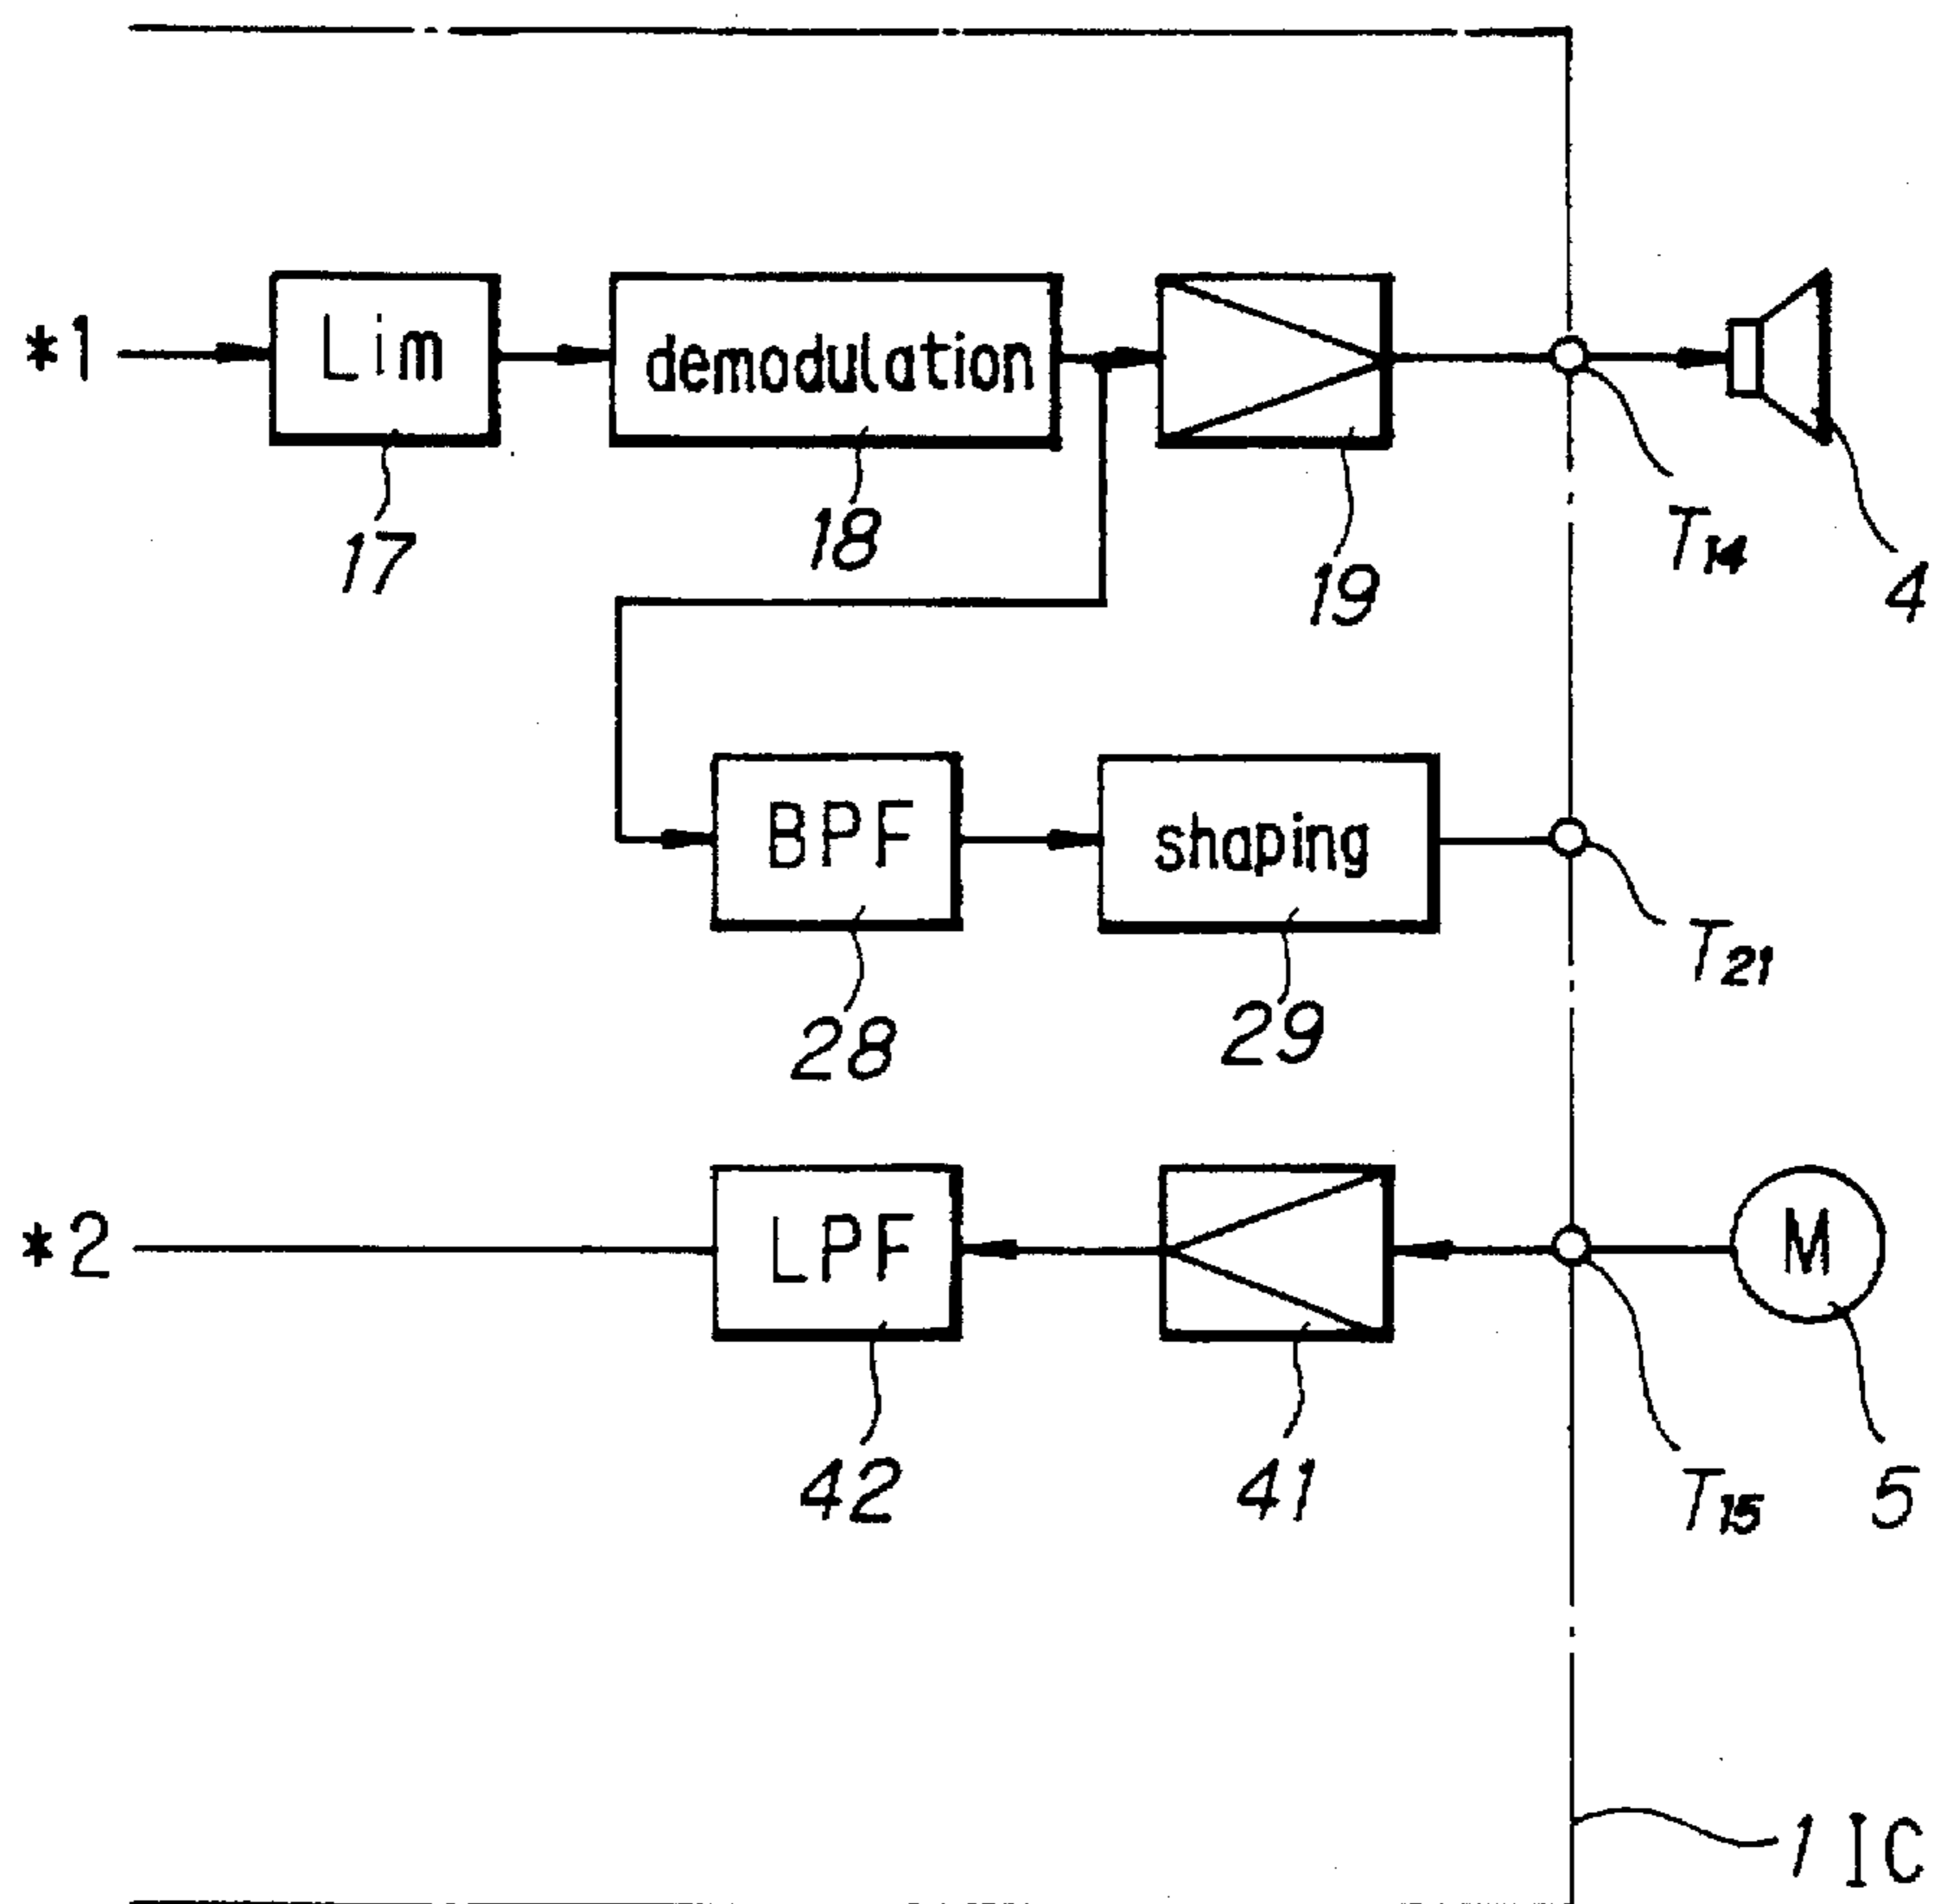 *1
Lim
demodulation
17
18
19
T14
4
BPF
shaping
28
29
T21
*2
LPF
M
42
41
T15
5
1 IC